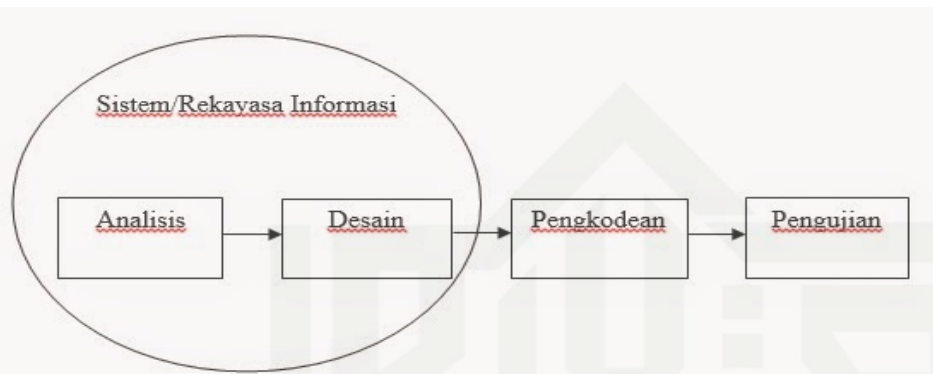 Sistem/Rekayasa Informasi
Analisis
Desain
Pengkodean
Pengujian